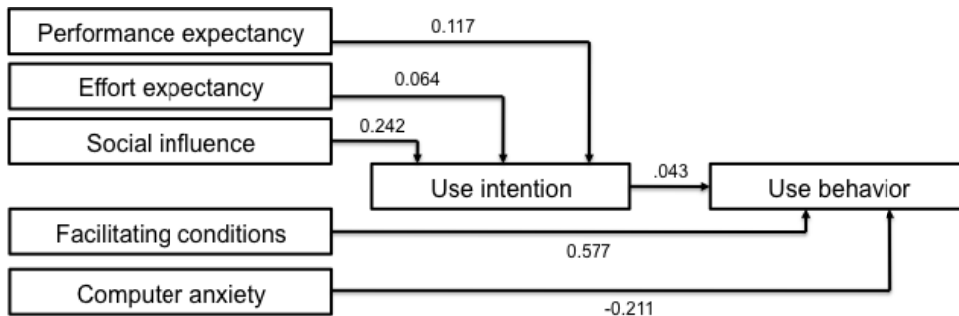 Performance expectancy
0.117
Effort expectancy
0.064
Social influence
0.242
Use intention
.043
Use behavior
Facilitating conditions
0.577
Computer anxiety
-0.211